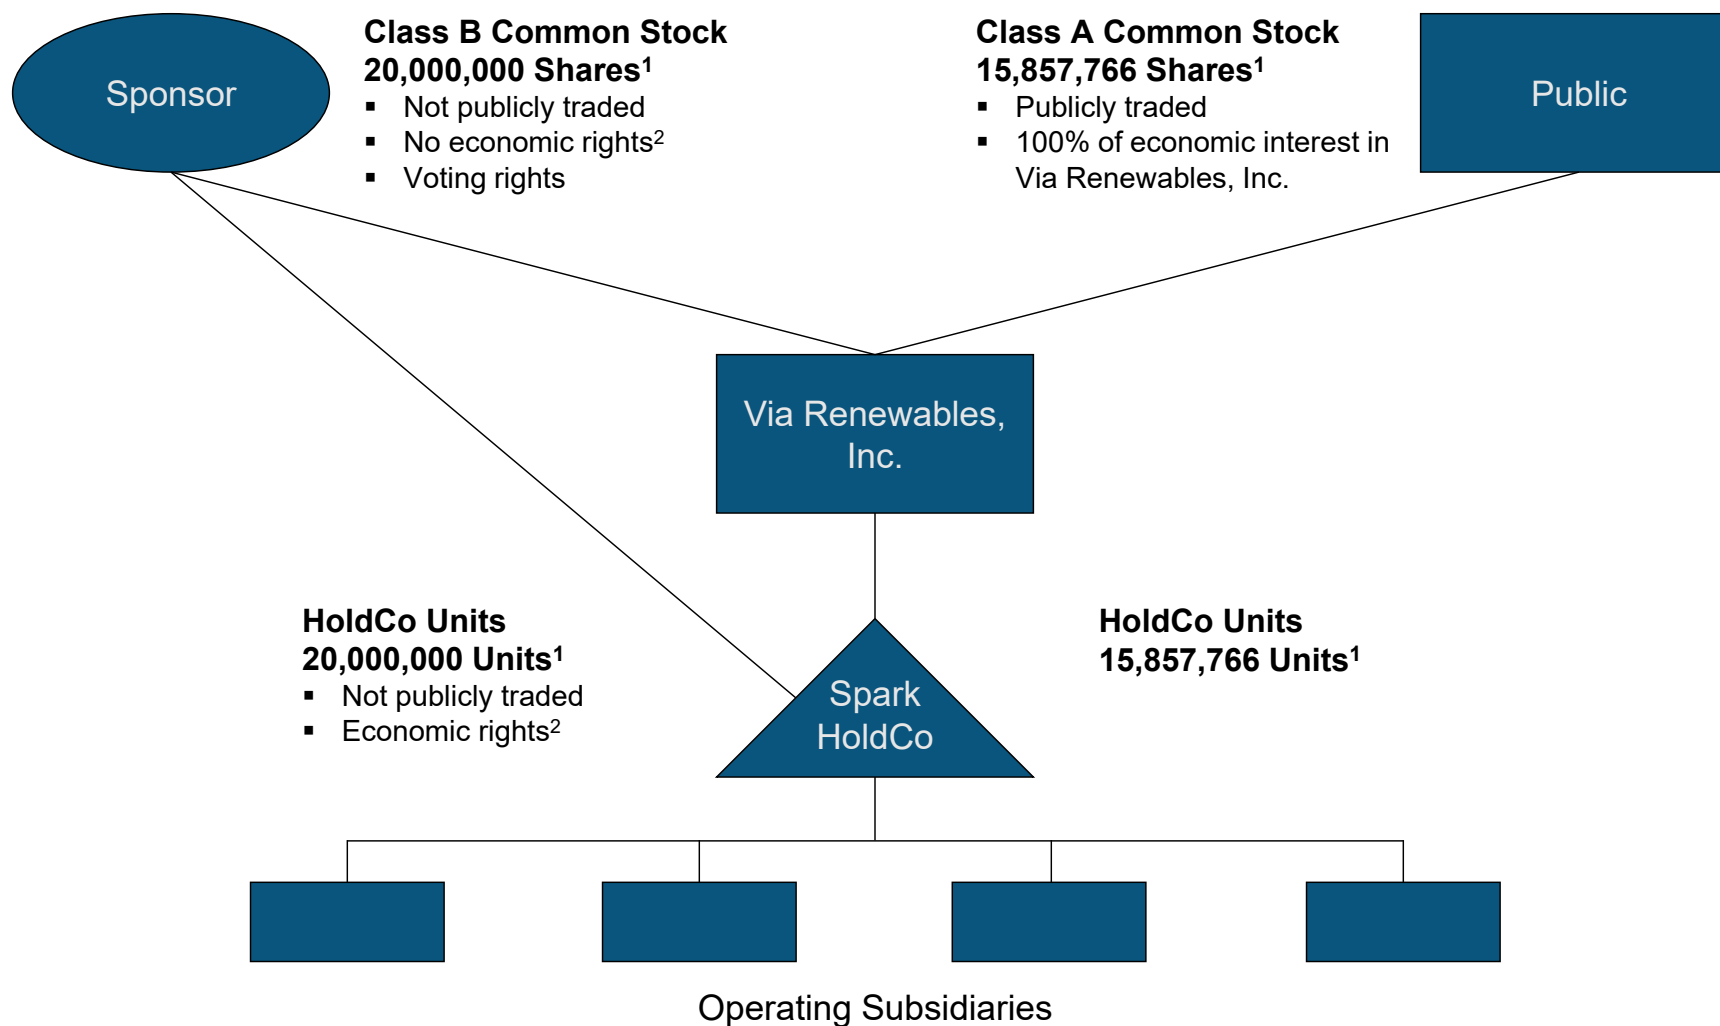 Sponsor
Class B Common Stock
20,000,000 Shares¹
▪ Not publicly traded
▪ No economic rights²
▪ Voting rights
Class A Common Stock
15,857,766 Shares¹
▪ Publicly traded
▪ 100% of economic interest in
Via Renewables, Inc.
Public
Via Renewables,
Inc.
HoldCo Units
20,000,000 Units¹
▪ Not publicly traded
▪ Economic rights²
HoldCo Units
15,857,766 Units¹
Spark
HoldCo
Operating Subsidiaries